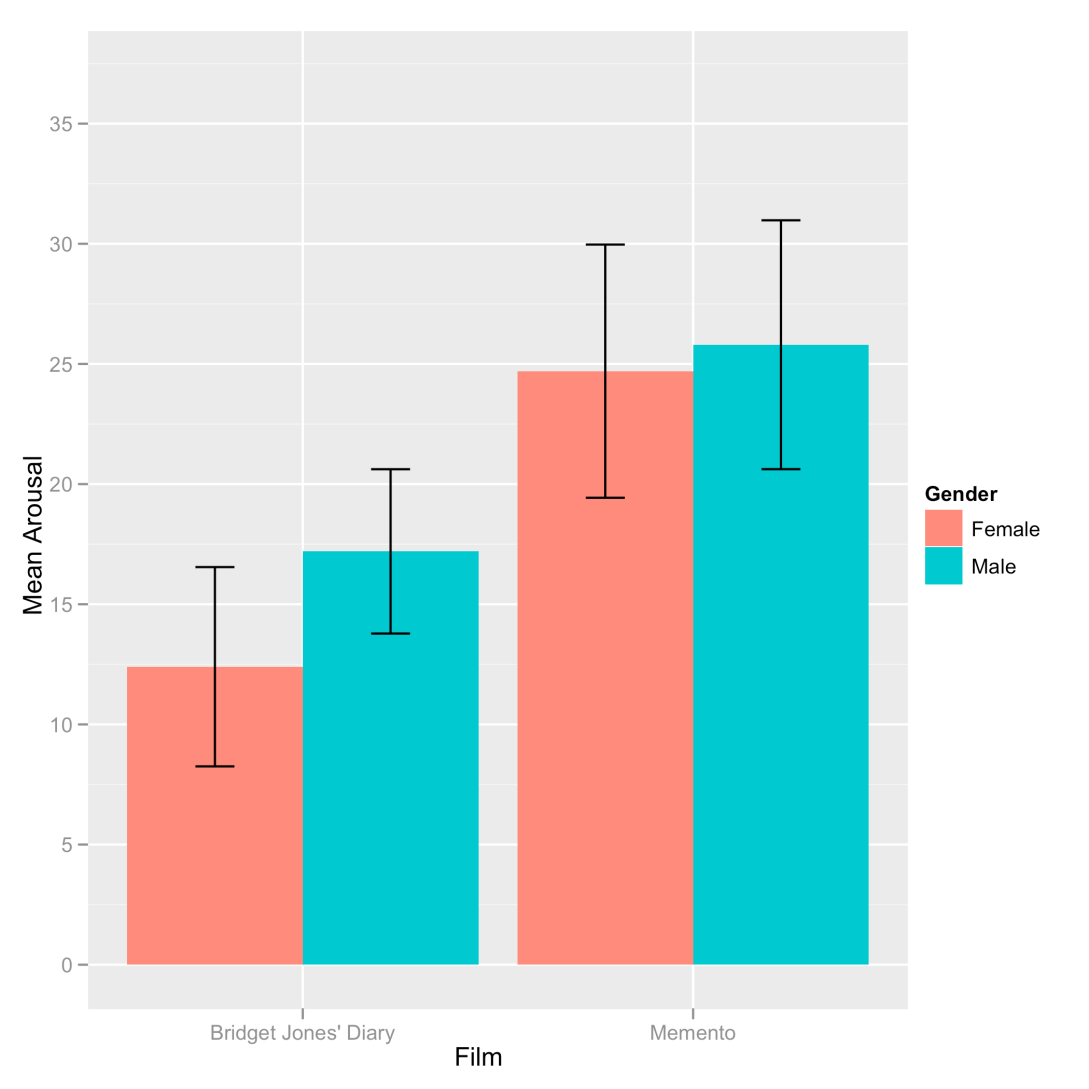 35
30
25
20
15
10
5
0
Mean Arousal
Bridget Jones' Diary
Memento
Film
Gender
Female
Male